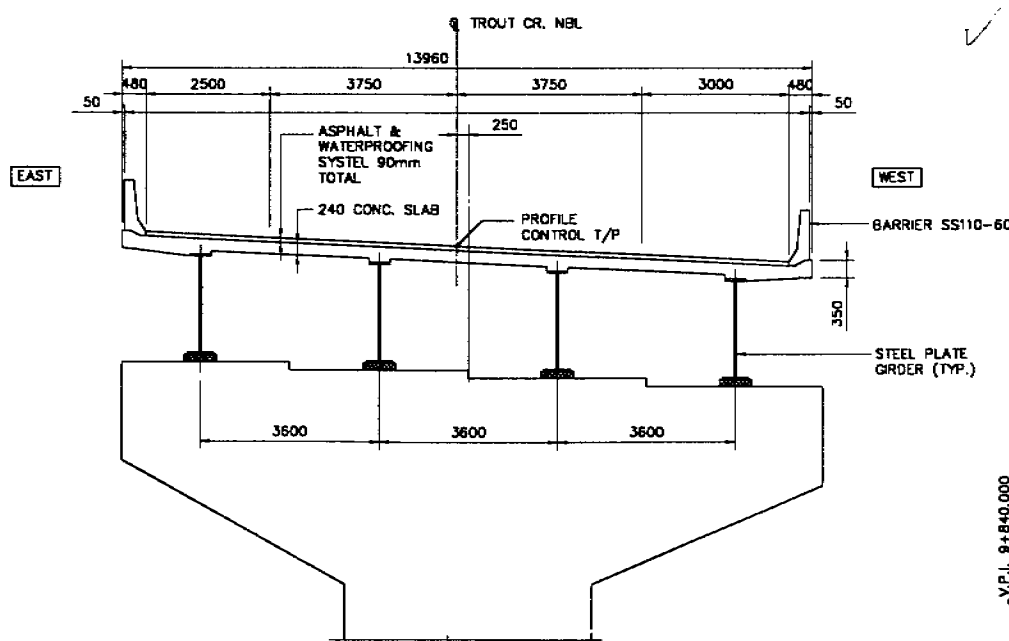 ℄ TROUT CR. NBL
13960
480 2500 3750 3750 3000 480
50 250 50
ASPHALT &
WATERPROOFING
SYSTEL 90mm
TOTAL
EAST
WEST
240 CONC. SLAB
PROFILE
CONTROL T/P
BARRIER SS110-60
350
STEEL PLATE
GIRDER (TYP.)
3600 3600 3600
V.P.I. 9+840.000